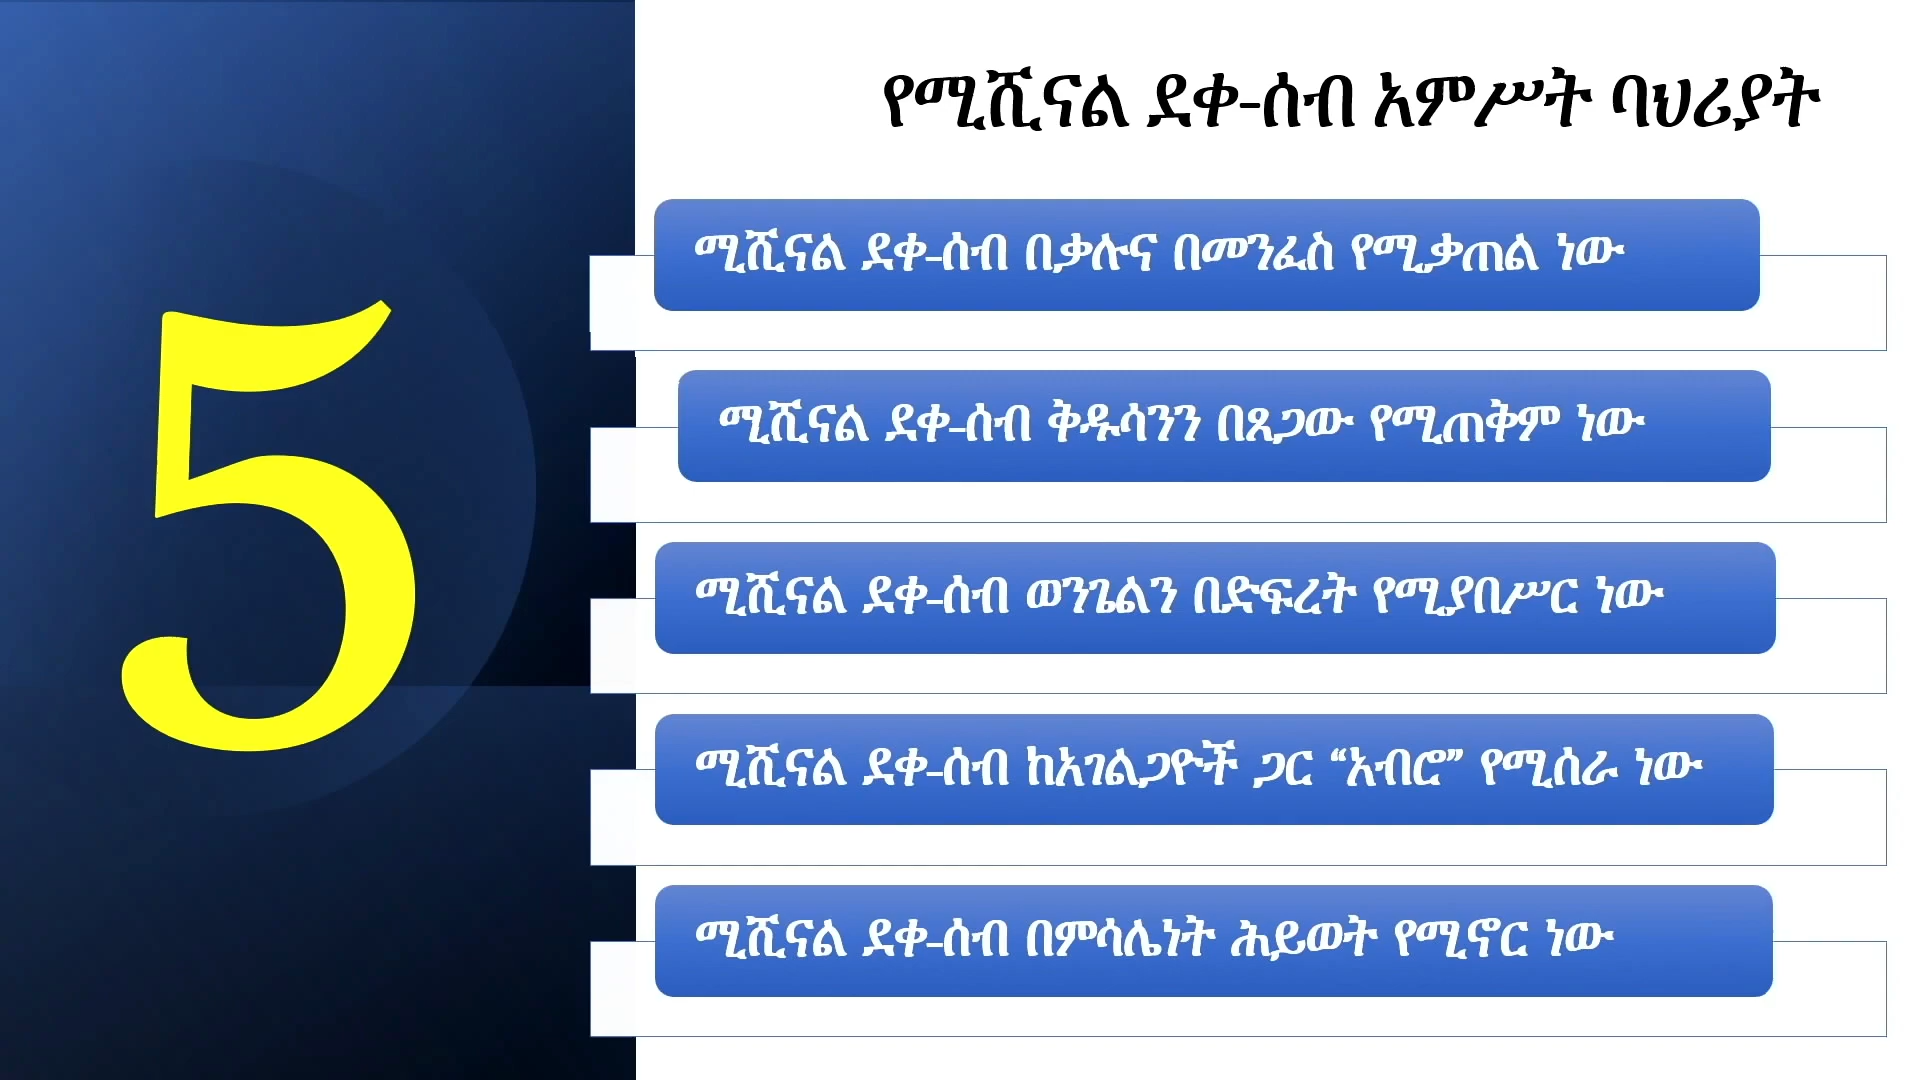 የሚሺናል ደቀ-ሰብ አምሥት ባህሪያት
5
ሚሺናል ደቀ-ሰብ በቃሉና በመንፈስ የሚቃጠል ነው
ሚሺናል ደቀ-ሰብ ቅዱሳንን በጸጋው የሚጠቅም ነው
ሚሺናል ደቀ-ሰብ ወንጌልን በድፍረት የሚያበሥር ነው
ሚሺናል ደቀ-ሰብ ከአገልጋዮች ጋር “አብሮ” የሚሰራ ነው
ሚሺናል ደቀ-ሰብ በምሳሌነት ሕይወት የሚኖር ነው